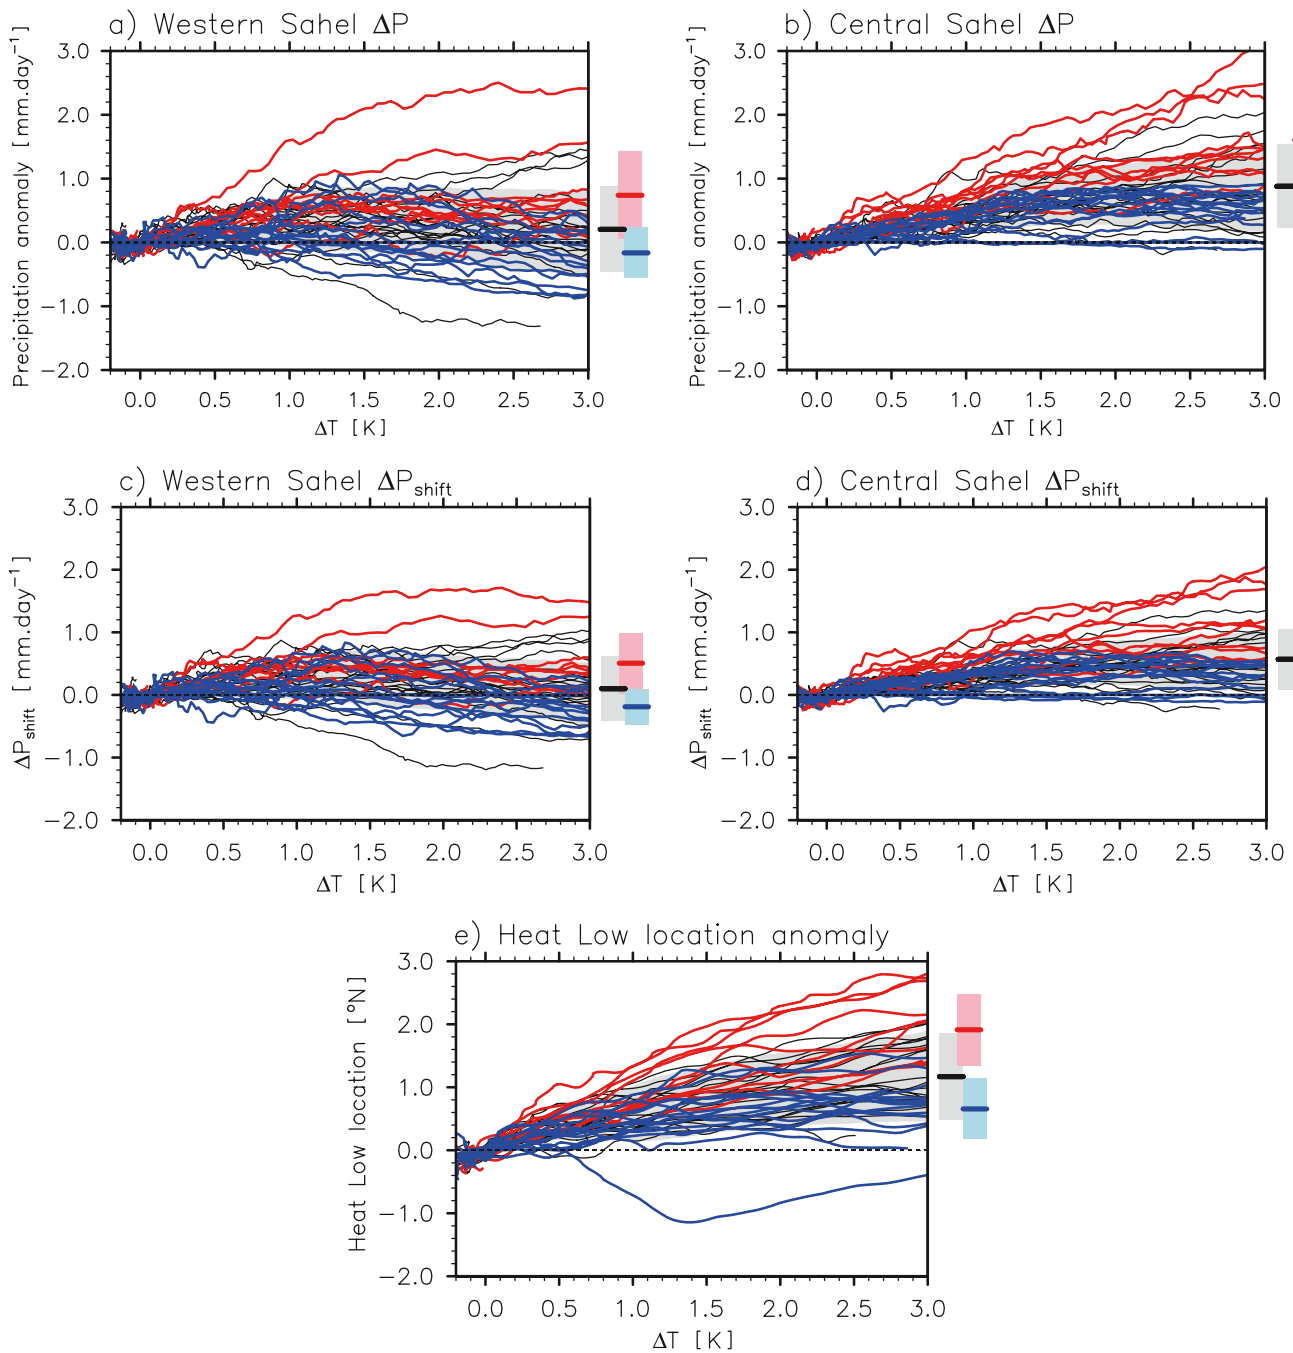 a) Western Sahel ΔP
b) Central Sahel ΔP
Precipitation anomaly [mm.day⁻¹]
3.0
2.0
1.0
0.0
−1.0
−2.0
0.0 0.5 1.0 1.5 2.0 2.5 3.0
ΔT [K]
Precipitation anomaly [mm.day⁻¹]
3.0
2.0
1.0
0.0
−1.0
−2.0
0.0 0.5 1.0 1.5 2.0 2.5 3.0
ΔT [K]
c) Western Sahel ΔPshift
d) Central Sahel ΔPshift
ΔPshift [mm.day⁻¹]
3.0
2.0
1.0
0.0
−1.0
−2.0
0.0 0.5 1.0 1.5 2.0 2.5 3.0
ΔT [K]
ΔPshift [mm.day⁻¹]
3.0
2.0
1.0
0.0
−1.0
−2.0
0.0 0.5 1.0 1.5 2.0 2.5 3.0
ΔT [K]
e) Heat Low location anomaly
Heat Low location [°N]
3.0
2.0
1.0
0.0
−1.0
−2.0
0.0 0.5 1.0 1.5 2.0 2.5 3.0
ΔT [K]